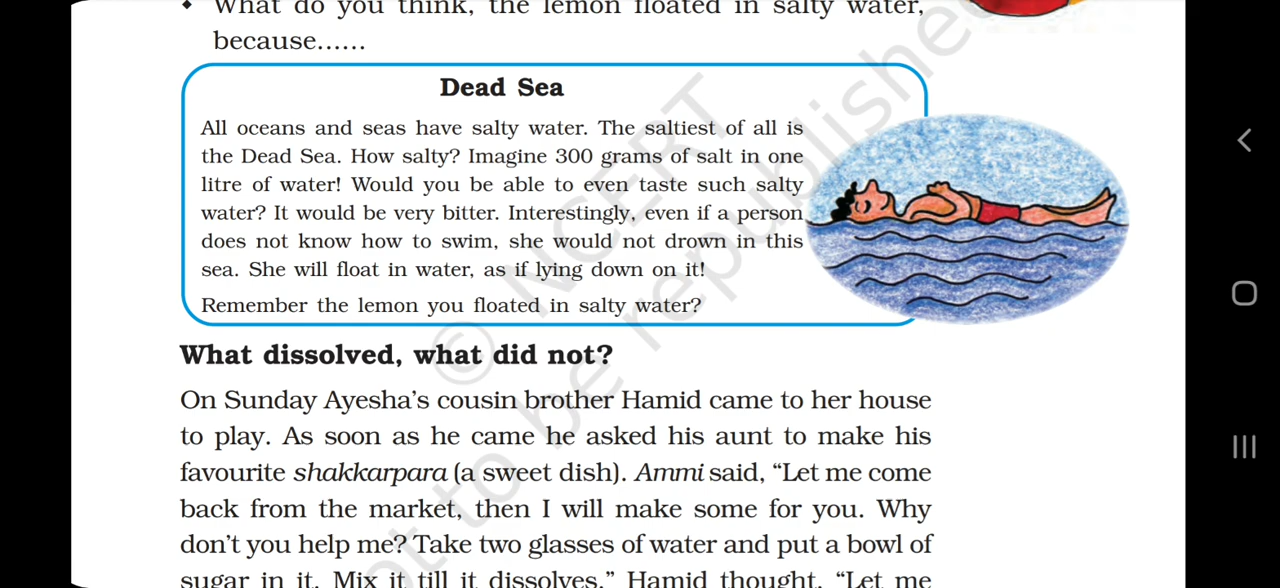 What do you think, the lemon floated in salty water,
because......
Dead Sea
All oceans and seas have salty water. The saltiest of all is
the Dead Sea. How salty? Imagine 300 grams of salt in one
litre of water! Would you be able to even taste such salty
water? It would be very bitter. Interestingly, even if a person
does not know how to swim, she would not drown in this
sea. She will float in water, as if lying down on it!
Remember the lemon you floated in salty water?
What dissolved, what did not?
On Sunday Ayesha's cousin brother Hamid came to her house
to play. As soon as he came he asked his aunt to make his
favourite shakkarpara (a sweet dish). Ammi said, "Let me come
back from the market, then I will make some for you. Why
don't you help me? Take two glasses of water and put a bowl of
sugar in it. Mix it till it dissolves." Hamid thought, "Let me
© NCERT
not to be republished